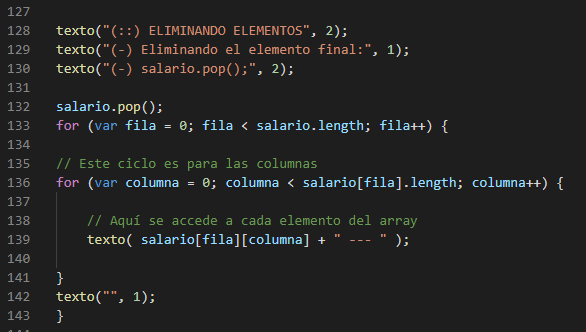 127
128 texto("(::) ELIMINANDO ELEMENTOS", 2);
129 texto("(-) Eliminando el elemento final:", 1);
130 texto("(-) salario.pop();", 2);
131
132 salario.pop();
133 for (var fila = 0; fila < salario.length; fila++) {
134
135 // Este ciclo es para las columnas
136 for (var columna = 0; columna < salario[fila].length; columna++) {
137
138 // Aquí se accede a cada elemento del array
139 texto( salario[fila][columna] + " --- " );
140
141 }
142 texto("", 1);
143 }